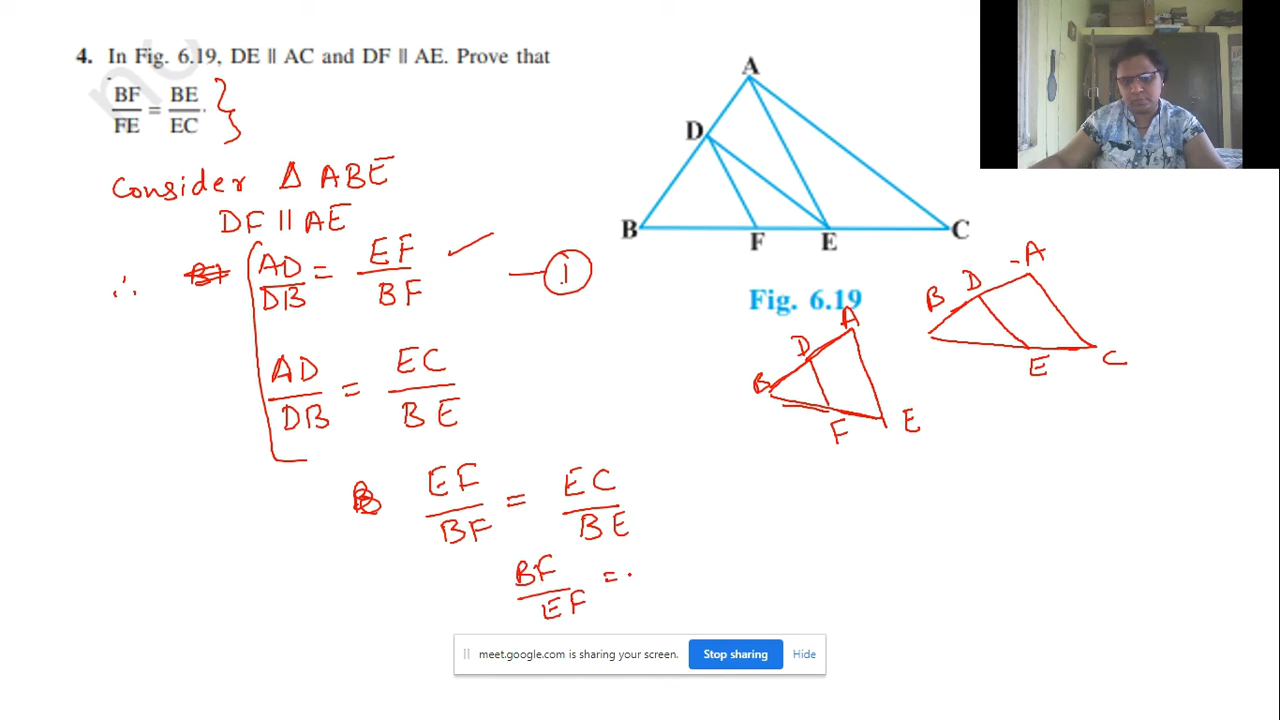 4. In Fig. 6.19, DE || AC and DF || AE. Prove that
BF/FE = BE/EC.
Consider Δ ABE
DF || AE
∴ AD/DB = EF/BF — ①
AD/DB = EC/BE
EF/BF = EC/BE
BF/EF =
A
D
B
F
E
C
Fig. 6.19
A
D
B
F
E
A
D
B
E
C
meet.google.com is sharing your screen.
Stop sharing
Hide